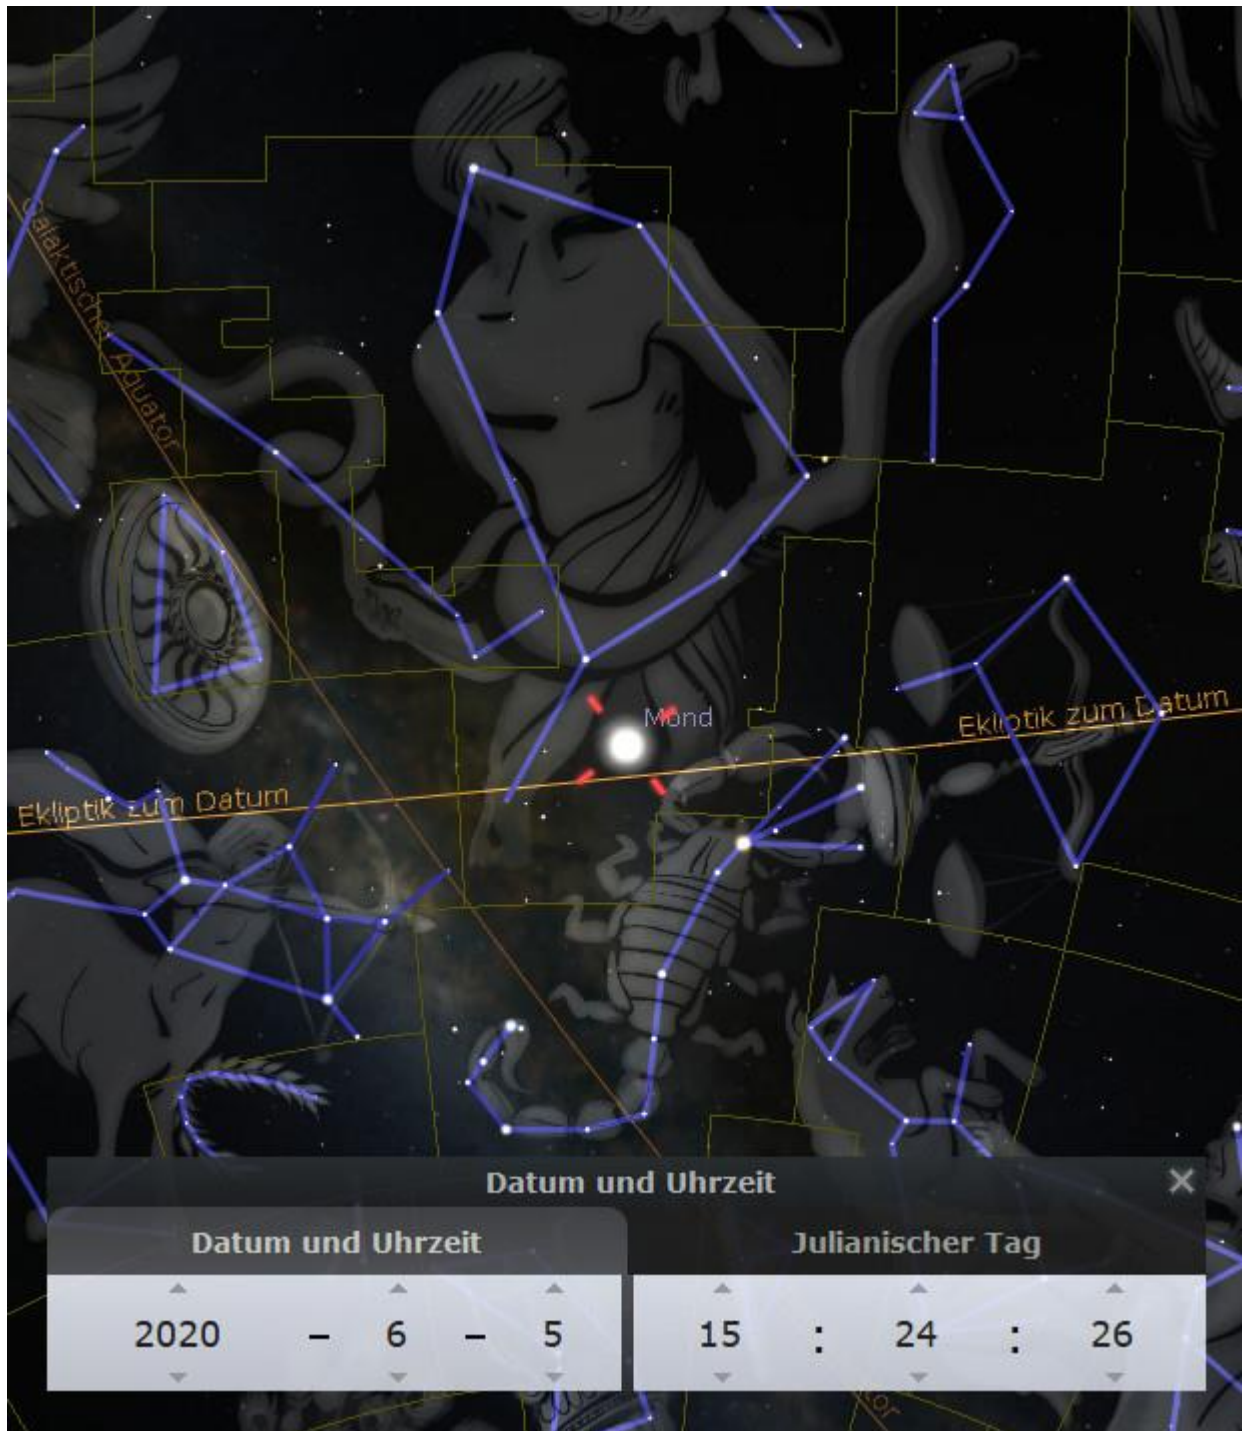 Galaktischer Äquator
Mond
Ekliptik zum Datum
Ekliptik zum Datum
Datum und Uhrzeit
Datum und Uhrzeit
Julianischer Tag
2020 – 6 – 5 15 : 24 : 26